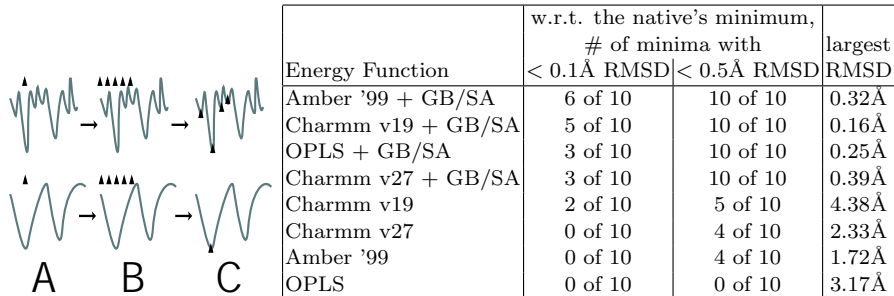 A B C
w.r.t. the native's minimum,
# of minima with largest
Energy Function < 0.1Å RMSD < 0.5Å RMSD RMSD
Amber '99 + GB/SA 6 of 10 10 of 10 0.32Å
Charmm v19 + GB/SA 5 of 10 10 of 10 0.16Å
OPLS + GB/SA 3 of 10 10 of 10 0.25Å
Charmm v27 + GB/SA 3 of 10 10 of 10 0.39Å
Charmm v19 2 of 10 5 of 10 4.38Å
Charmm v27 0 of 10 4 of 10 2.33Å
Amber '99 0 of 10 4 of 10 1.72Å
OPLS 0 of 10 0 of 10 3.17Å